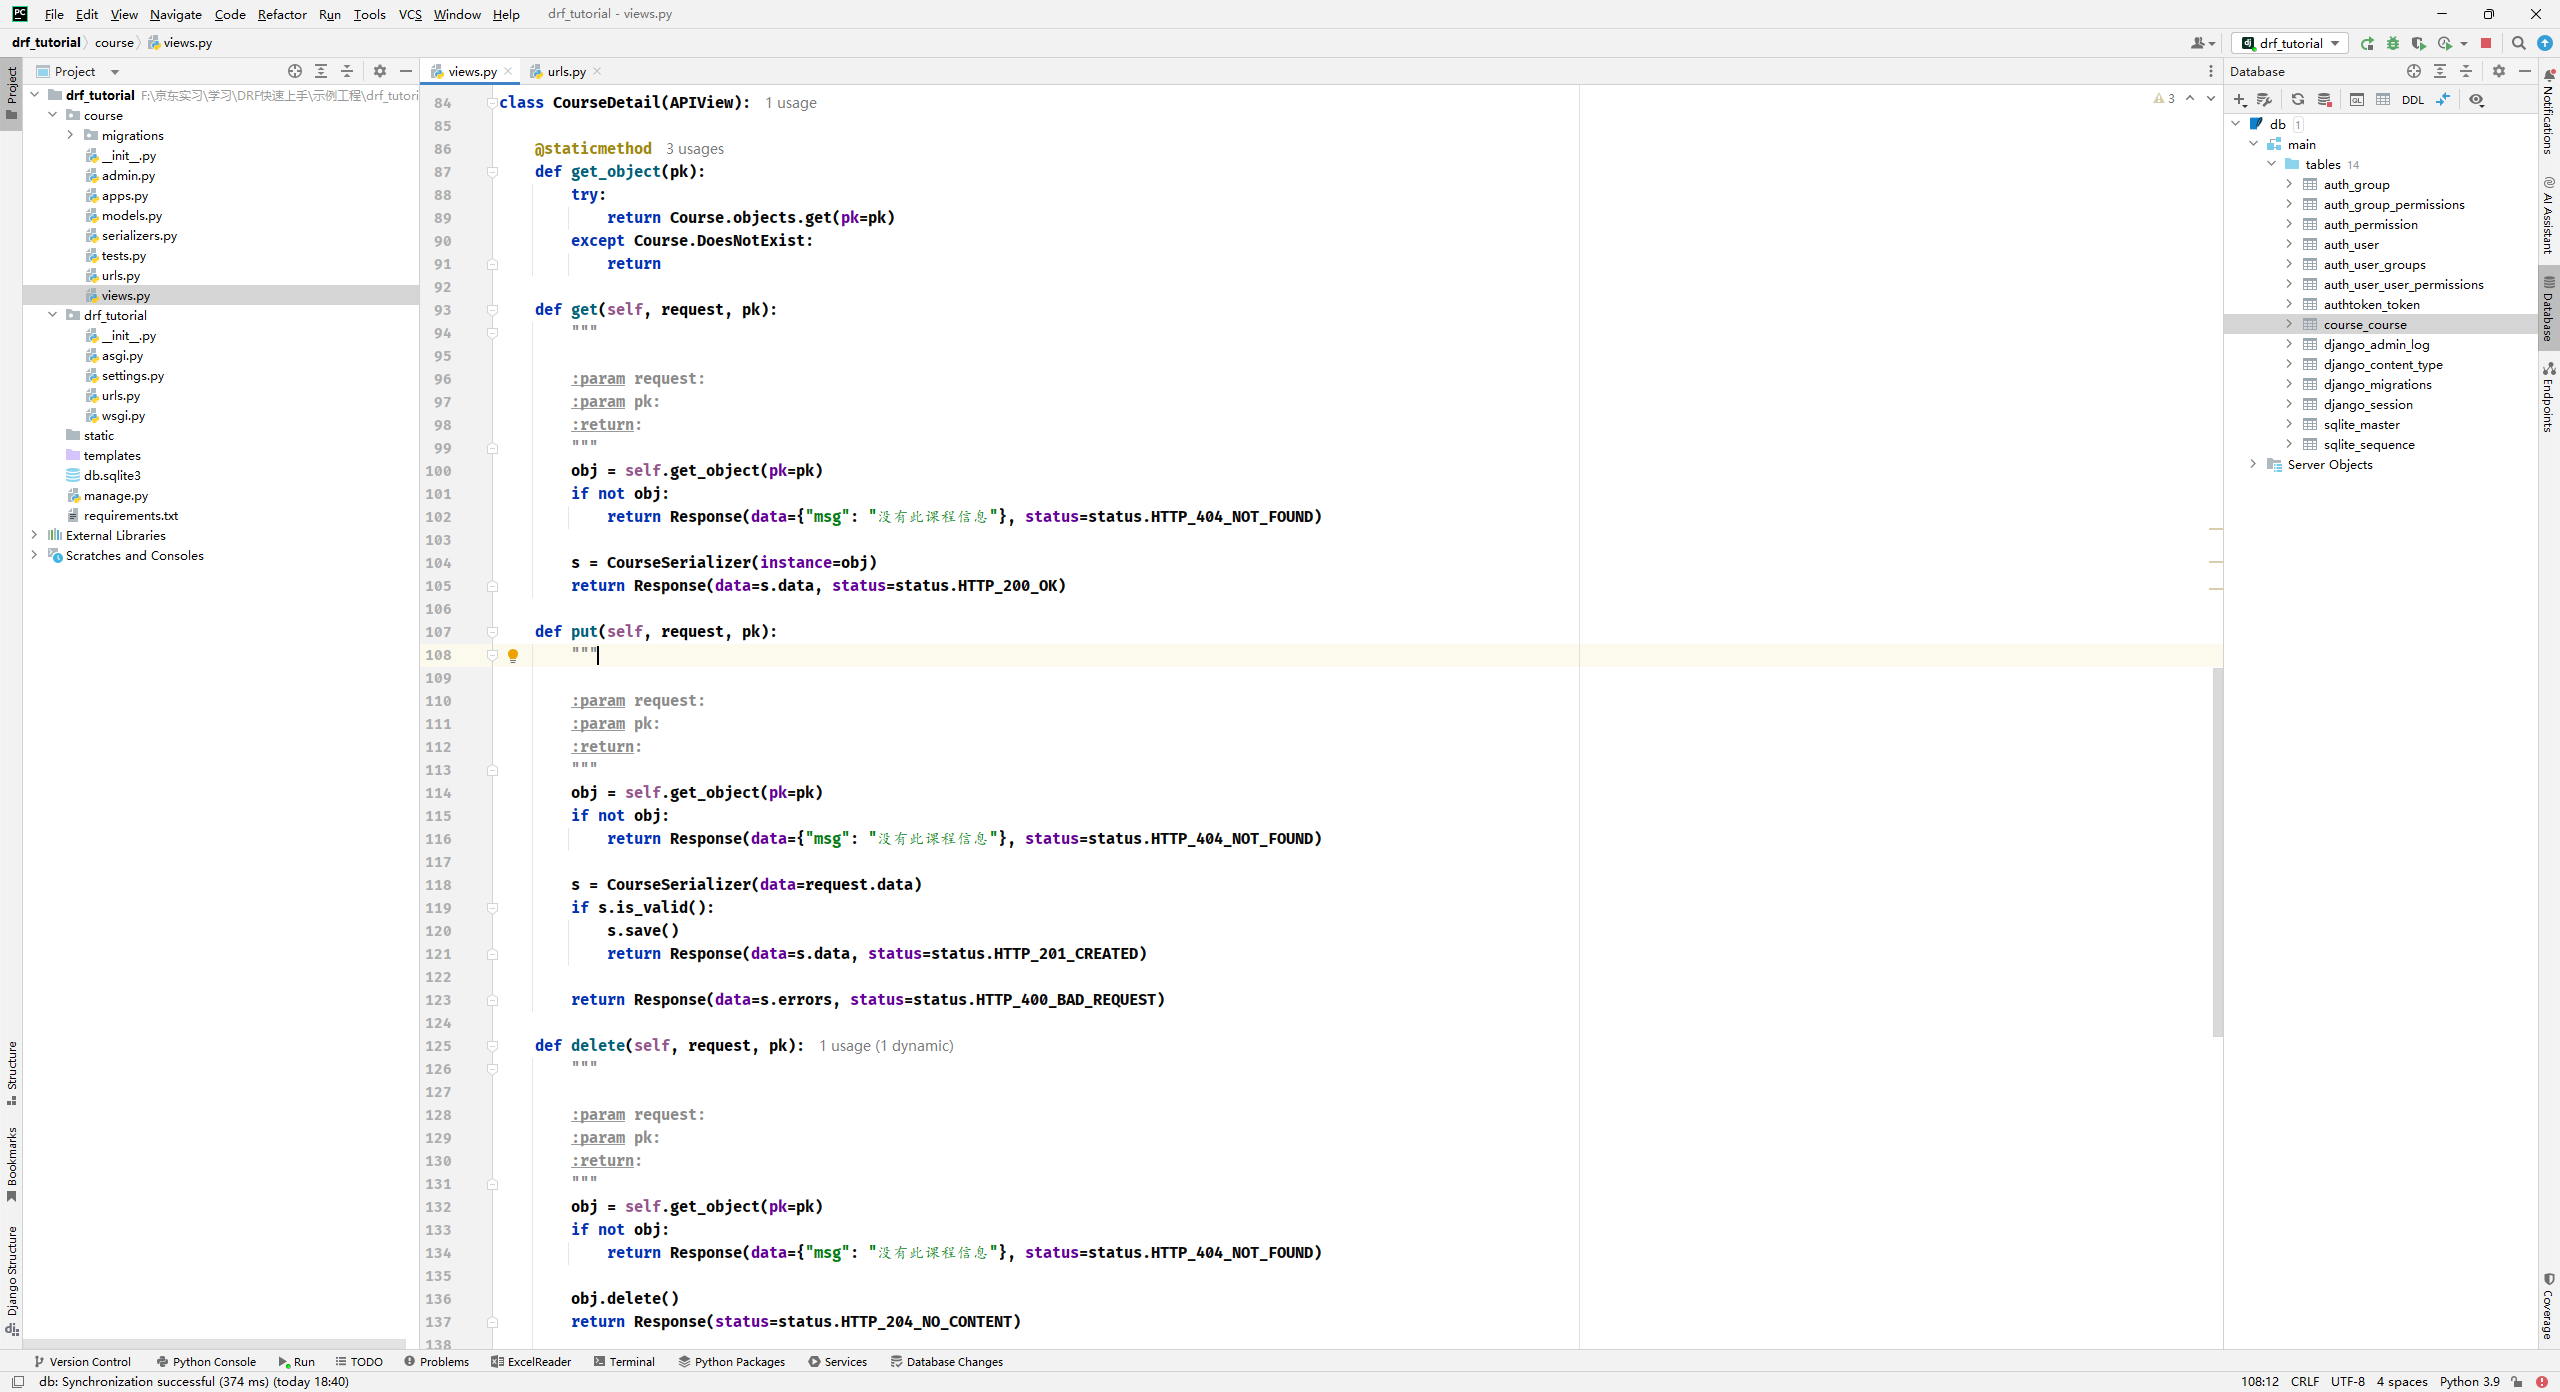 File Edit View Navigate Code Refactor Run Tools VCS Window Help drf_tutorial - views.py
drf_tutorial course views.py
drf_tutorial
Project
Project
views.py
urls.py
Database
drf_tutorial F:\京东实习\学习\DRF快速上手\示例工程\drf_tutori
course
migrations
__init__.py
admin.py
apps.py
models.py
serializers.py
tests.py
urls.py
views.py
drf_tutorial
__init__.py
asgi.py
settings.py
urls.py
wsgi.py
static
templates
db.sqlite3
manage.py
requirements.txt
External Libraries
Scratches and Consoles
Structure
Bookmarks
Django Structure
84 class CourseDetail(APIView): 1 usage
85
86 @staticmethod 3 usages
87 def get_object(pk):
88 try:
89 return Course.objects.get(pk=pk)
90 except Course.DoesNotExist:
91 return
92
93 def get(self, request, pk):
94 """
95
96 :param request:
97 :param pk:
98 :return:
99 """
100 obj = self.get_object(pk=pk)
101 if not obj:
102 return Response(data={"msg": "没有此课程信息"}, status=status.HTTP_404_NOT_FOUND)
103
104 s = CourseSerializer(instance=obj)
105 return Response(data=s.data, status=status.HTTP_200_OK)
106
107 def put(self, request, pk):
108 """
109
110 :param request:
111 :param pk:
112 :return:
113 """
114 obj = self.get_object(pk=pk)
115 if not obj:
116 return Response(data={"msg": "没有此课程信息"}, status=status.HTTP_404_NOT_FOUND)
117
118 s = CourseSerializer(data=request.data)
119 if s.is_valid():
120 s.save()
121 return Response(data=s.data, status=status.HTTP_201_CREATED)
122
123 return Response(data=s.errors, status=status.HTTP_400_BAD_REQUEST)
124
125 def delete(self, request, pk): 1 usage (1 dynamic)
126 """
127
128 :param request:
129 :param pk:
130 :return:
131 """
132 obj = self.get_object(pk=pk)
133 if not obj:
134 return Response(data={"msg": "没有此课程信息"}, status=status.HTTP_404_NOT_FOUND)
135
136 obj.delete()
137 return Response(status=status.HTTP_204_NO_CONTENT)
138
3
DDL
db 1
main
tables 14
auth_group
auth_group_permissions
auth_permission
auth_user
auth_user_groups
auth_user_user_permissions
authtoken_token
course_course
django_admin_log
django_content_type
django_migrations
django_session
sqlite_master
sqlite_sequence
Server Objects
Notifications
AI Assistant
Database
Endpoints
Coverage
Version Control Python Console Run TODO Problems ExcelReader Terminal Python Packages Services Database Changes
db: Synchronization successful (374 ms) (today 18:40)
108:12 CRLF UTF-8 4 spaces Python 3.9